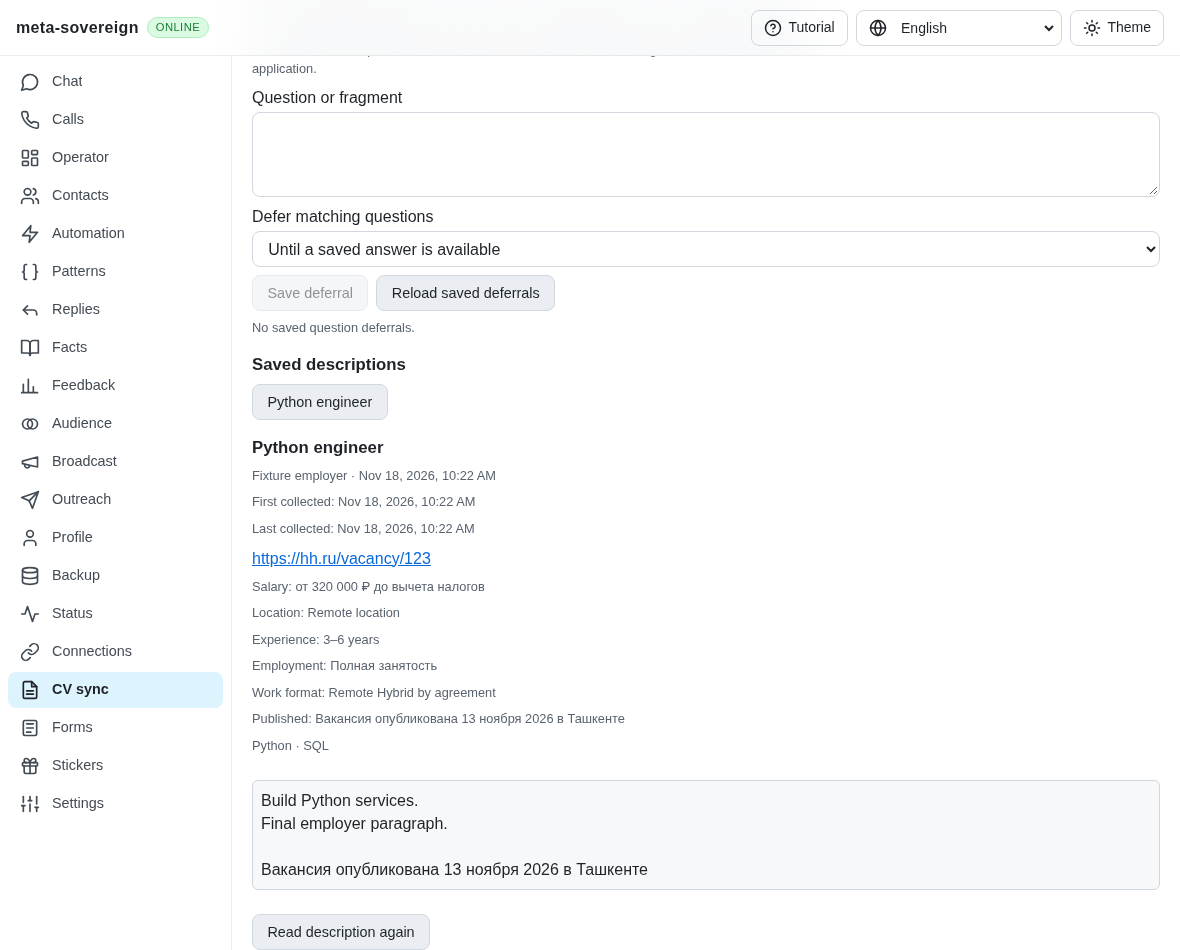 meta-sovereign ONLINE
Tutorial
English
Theme
Chat
Calls
Operator
Contacts
Automation
Patterns
Replies
Facts
Feedback
Audience
Broadcast
Outreach
Profile
Backup
Status
Connections
CV sync
Forms
Stickers
Settings
application.
Question or fragment
Defer matching questions
Until a saved answer is available
Save deferral
Reload saved deferrals
No saved question deferrals.
Saved descriptions
Python engineer
Python engineer
Fixture employer · Nov 18, 2026, 10:22 AM
First collected: Nov 18, 2026, 10:22 AM
Last collected: Nov 18, 2026, 10:22 AM
https://hh.ru/vacancy/123
Salary: от 320 000 ₽ до вычета налогов
Location: Remote location
Experience: 3–6 years
Employment: Полная занятость
Work format: Remote Hybrid by agreement
Published: Вакансия опубликована 13 ноября 2026 в Ташкенте
Python · SQL
Build Python services.
Final employer paragraph.
Вакансия опубликована 13 ноября 2026 в Ташкенте
Read description again